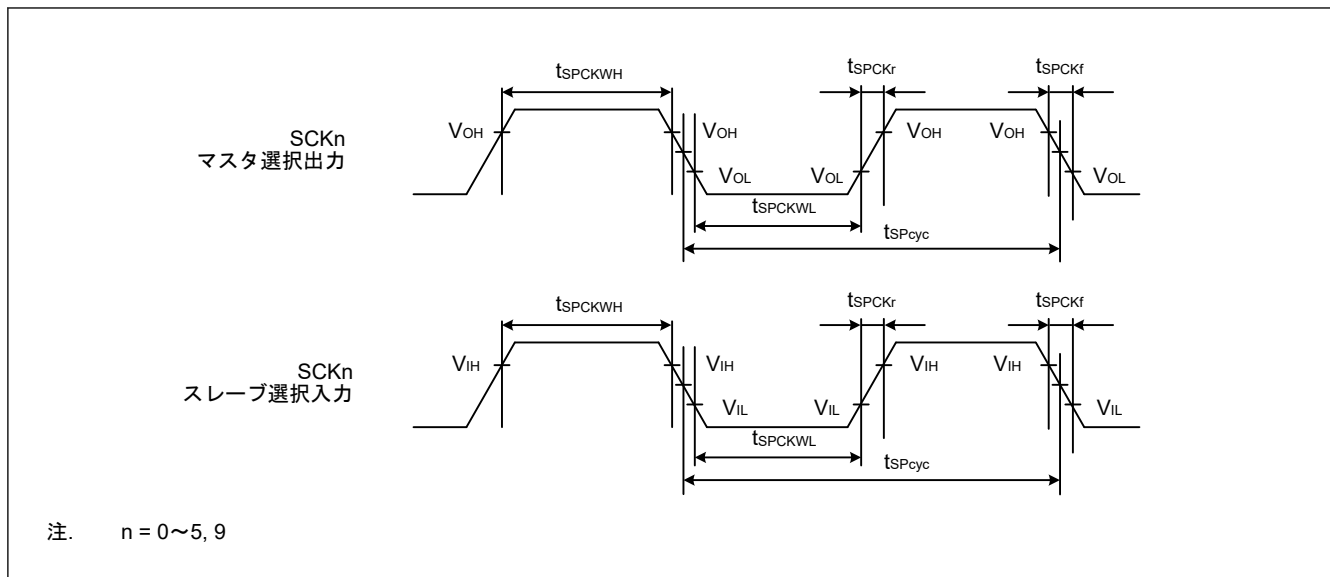 tSPCKWH tSPCKr tSPCKf
SCKn
マスタ選択出力
VOH VOH VOH VOH
VOL VOL VOL
tSPCKWL
tSPcyc
tSPCKWH tSPCKr tSPCKf
SCKn
スレーブ選択入力
VIH VIH VIH VIH
VIL VIL VIL
tSPCKWL
tSPcyc
注. n = 0～5, 9